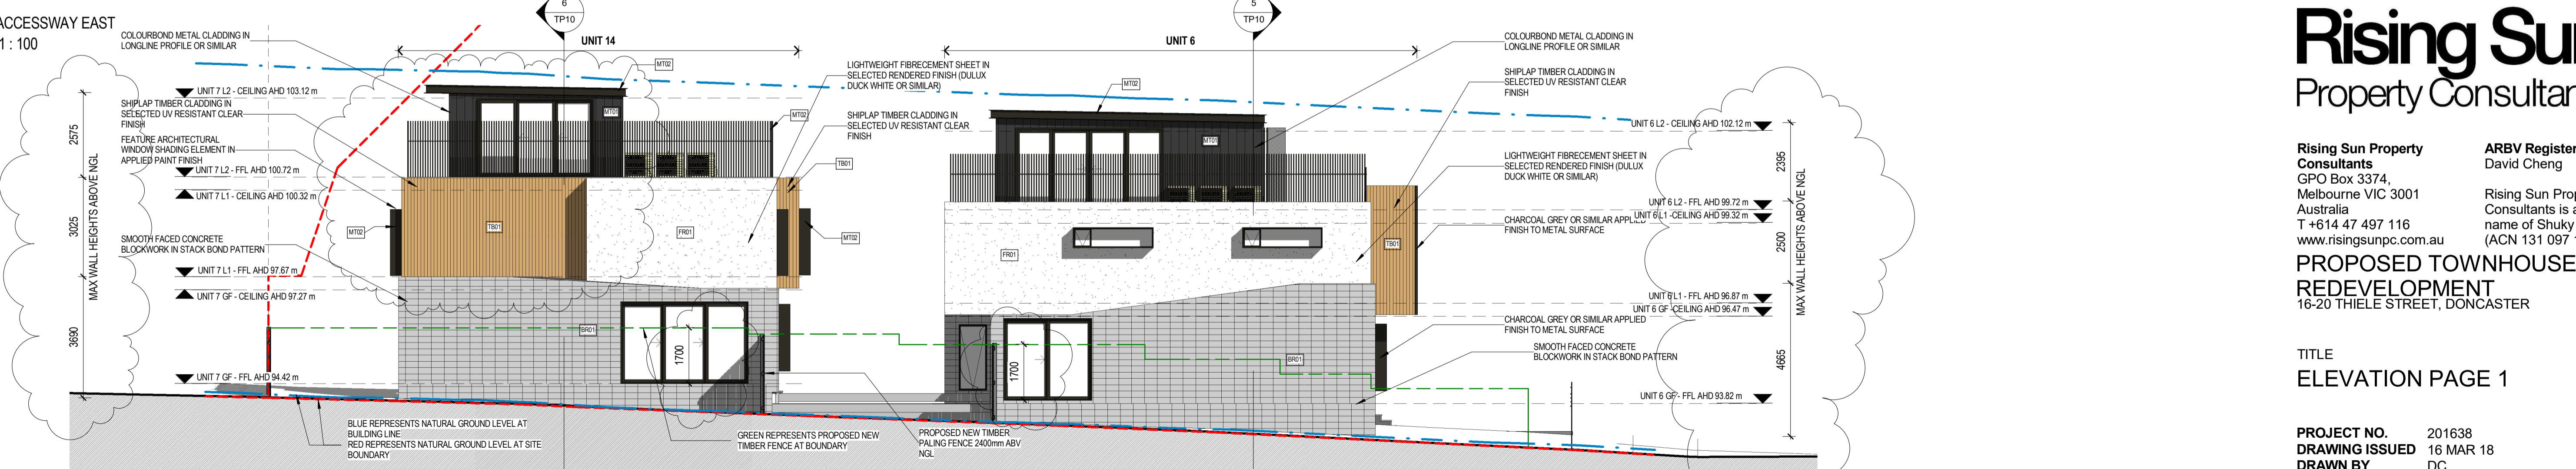 ACCESSWAY EAST
1 : 100
6
TP10
5
TP10
UNIT 14
UNIT 6
COLOURBOND METAL CLADDING IN
LONGLINE PROFILE OR SIMILAR
UNIT 7 L2 - CEILING AHD 103.12 m
SHIPLAP TIMBER CLADDING IN
SELECTED UV RESISTANT CLEAR
FINISH
FEATURE ARCHITECTURAL
WINDOW SHADING ELEMENT IN
APPLIED PAINT FINISH
UNIT 7 L2 - FFL AHD 100.72 m
UNIT 7 L1 - CEILING AHD 100.32 m
SMOOTH FACED CONCRETE
BLOCKWORK IN STACK BOND PATTERN
UNIT 7 L1 - FFL AHD 97.67 m
UNIT 7 GF - CEILING AHD 97.27 m
UNIT 7 GF - FFL AHD 94.42 m
2575
3025
3690
MAX WALL HEIGHTS ABOVE NGL
MT02
MT01
MT02
TB01
MT02
TB01
FR01
MT02
BR01
1700
LIGHTWEIGHT FIBRECEMENT SHEET IN
SELECTED RENDERED FINISH (DULUX
DUCK WHITE OR SIMILAR)
SHIPLAP TIMBER CLADDING IN
SELECTED UV RESISTANT CLEAR
FINISH
BLUE REPRESENTS NATURAL GROUND LEVEL AT
BUILDING LINE
RED REPRESENTS NATURAL GROUND LEVEL AT SITE
BOUNDARY
GREEN REPRESENTS PROPOSED NEW
TIMBER FENCE AT BOUNDARY
PROPOSED NEW TIMBER
PALING FENCE 2400mm ABV
NGL
MT02
MT01
FR01
TB01
BR01
1700
COLOURBOND METAL CLADDING IN
LONGLINE PROFILE OR SIMILAR
SHIPLAP TIMBER CLADDING IN
SELECTED UV RESISTANT CLEAR
FINISH
LIGHTWEIGHT FIBRECEMENT SHEET IN
SELECTED RENDERED FINISH (DULUX
DUCK WHITE OR SIMILAR)
CHARCOAL GREY OR SIMILAR APPLIED
FINISH TO METAL SURFACE
CHARCOAL GREY OR SIMILAR APPLIED
FINISH TO METAL SURFACE
SMOOTH FACED CONCRETE
BLOCKWORK IN STACK BOND PATTERN
UNIT 6 L2 - CEILING AHD 102.12 m
UNIT 6 L2 - FFL AHD 99.72 m
UNIT 6 L1 -CEILING AHD 99.32 m
UNIT 6 L1 - FFL AHD 96.87 m
UNIT 6 GF -CEILING AHD 96.47 m
UNIT 6 GF - FFL AHD 93.82 m
2395
2500
4665
MAX WALL HEIGHTS ABOVE NGL
Rising Su
Property Consultan
Rising Sun Property
Consultants
GPO Box 3374,
Melbourne VIC 3001
Australia
T +614 47 497 116
www.risingsunpc.com.au
ARBV Register
David Cheng
Rising Sun Prop
Consultants is a
name of Shuky
(ACN 131 097
PROPOSED TOWNHOUSE
REDEVELOPMENT
16-20 THIELE STREET, DONCASTER
TITLE
ELEVATION PAGE 1
PROJECT NO. 201638
DRAWING ISSUED 16 MAR 18
DRAWN BY DC